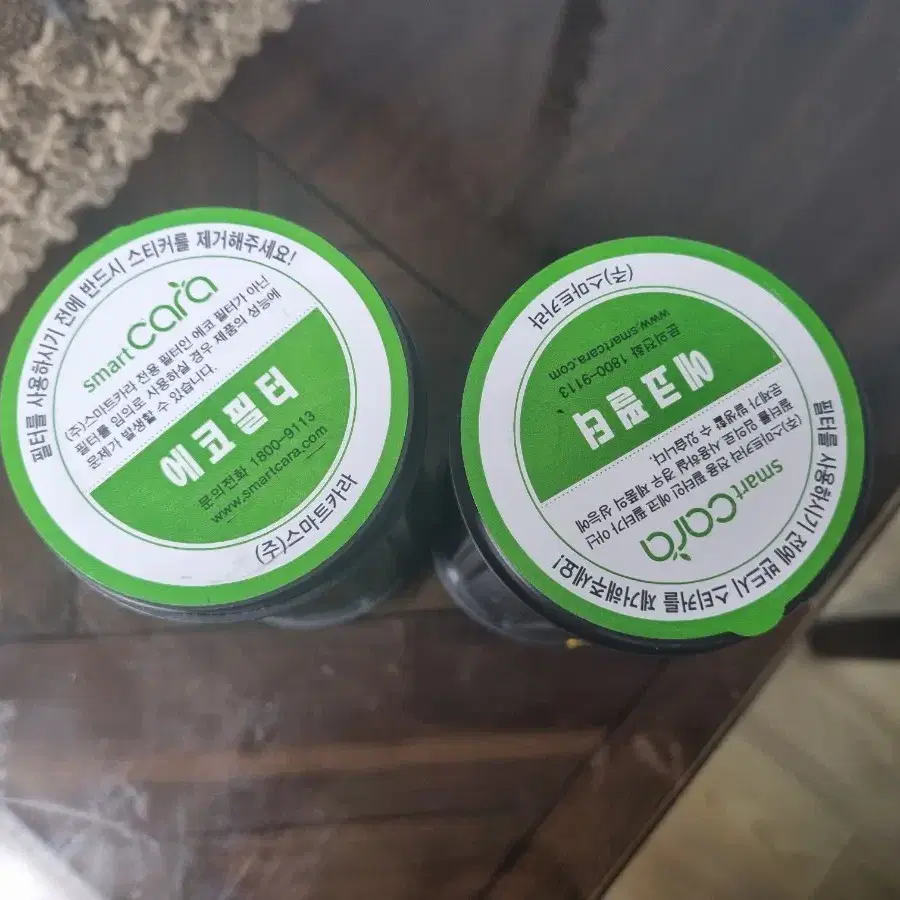 필터를 사용하시기 전에 반드시 스티커를 제거해주세요!
smartcara
(주)스마트카라 전용 필터인 에코 필터가 아닌
필터를 임의로 사용하실 경우 제품의 성능에
문제가 발생할 수 있습니다.
에코필터
문의전화 1800-9113
www.smartcara.com
(주)스마트카라
필터를 사용하시기 전에 반드시 스티커를 제거해주세요!
smartcara
(주)스마트카라 전용 필터인 에코 필터가 아닌
필터를 임의로 사용하실 경우 제품의 성능에
문제가 발생할 수 있습니다.
에코필터
문의전화 1800-9113
www.smartcara.com
(주)스마트카라